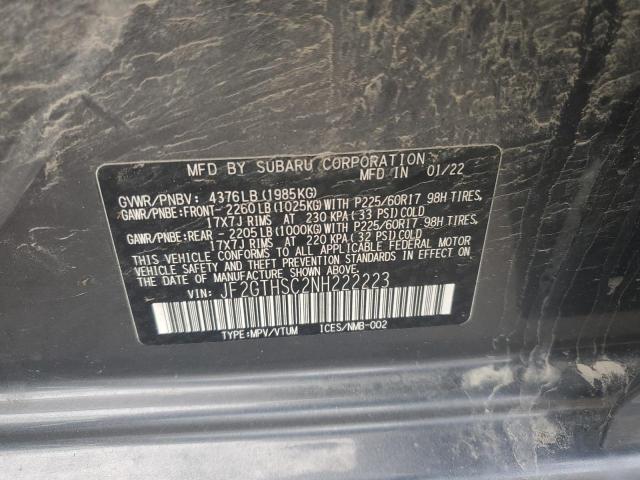 MFD BY SUBARU CORPORATION
MFD. IN 01/22
GVWR/PNBV: 4376LB(1985KG)
GAWR/PNBE:FRONT-2260LB(1025KG)WITH P225/60R17 98H TIRES,
17X7J RIMS AT 230 KPA(33 PSI)COLD
GAWR/PNBE:REAR -2205LB(1000KG)WITH P225/60R17 98H TIRES,
17X7J RIMS AT 220 KPA(32 PSI)COLD
THIS VEHICLE CONFORMS TO ALL APPLICABLE FEDERAL MOTOR
VEHICLE SAFETY AND THEFT PREVENTION STANDARDS IN EFFECT ON
THE DATE OF MANUFACTURE SHOWN ABOVE.
VIN: JF2GTHSC2NH222223
TYPE:MPV/VTUM ICES/NMB-002